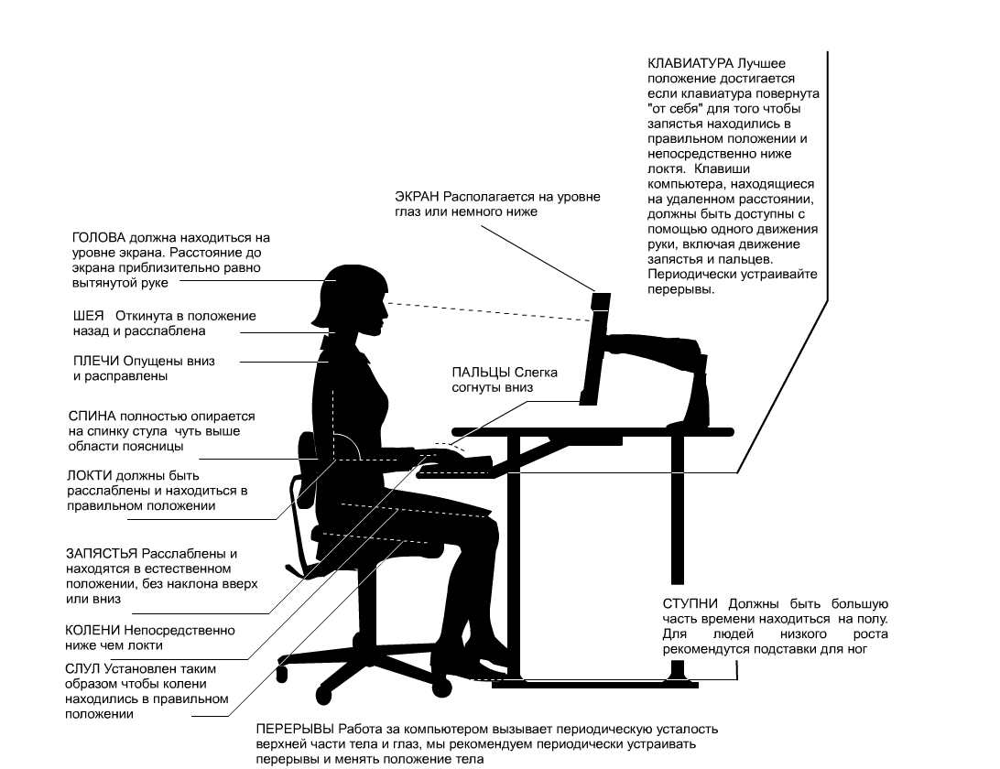 КЛАВИАТУРА Лучшее
положение достигается
если клавиатура повернута
"от себя" для того чтобы
запястья находились в
правильном положении и
непосредственно ниже
локтя. Клавиши
компьютера, находящиеся
на удаленном расстоянии,
должны быть доступны с
помощью одного движения
руки, включая движение
запястья и пальцев.
Периодически устраивайте
перерывы.
ЭКРАН Располагается на уровне
глаз или немного ниже
ГОЛОВА должна находиться на
уровне экрана. Расстояние до
экрана приблизительно равно
вытянутой руке
ШЕЯ Откинута в положение
назад и расслаблена
ПЛЕЧИ Опущены вниз
и расправлены
ПАЛЬЦЫ Слегка
согнуты вниз
СПИНА полностью опирается
на спинку стула чуть выше
области поясницы
ЛОКТИ должны быть
расслаблены и находиться в
правильном положении
ЗАПЯСТЬЯ Расслаблены и
находятся в естественном
положении, без наклона вверх
или вниз
КОЛЕНИ Непосредственно
ниже чем локти
СЛУЛ Установлен таким
образом чтобы колени
находились в правильном
положении
СТУПНИ Должны быть большую
часть времени находиться на полу.
Для людей низкого роста
рекомендутся подставки для ног
ПЕРЕРЫВЫ Работа за компьютером вызывает периодическую усталость
верхней части тела и глаз, мы рекомендуем периодически устраивать
перерывы и менять положение тела